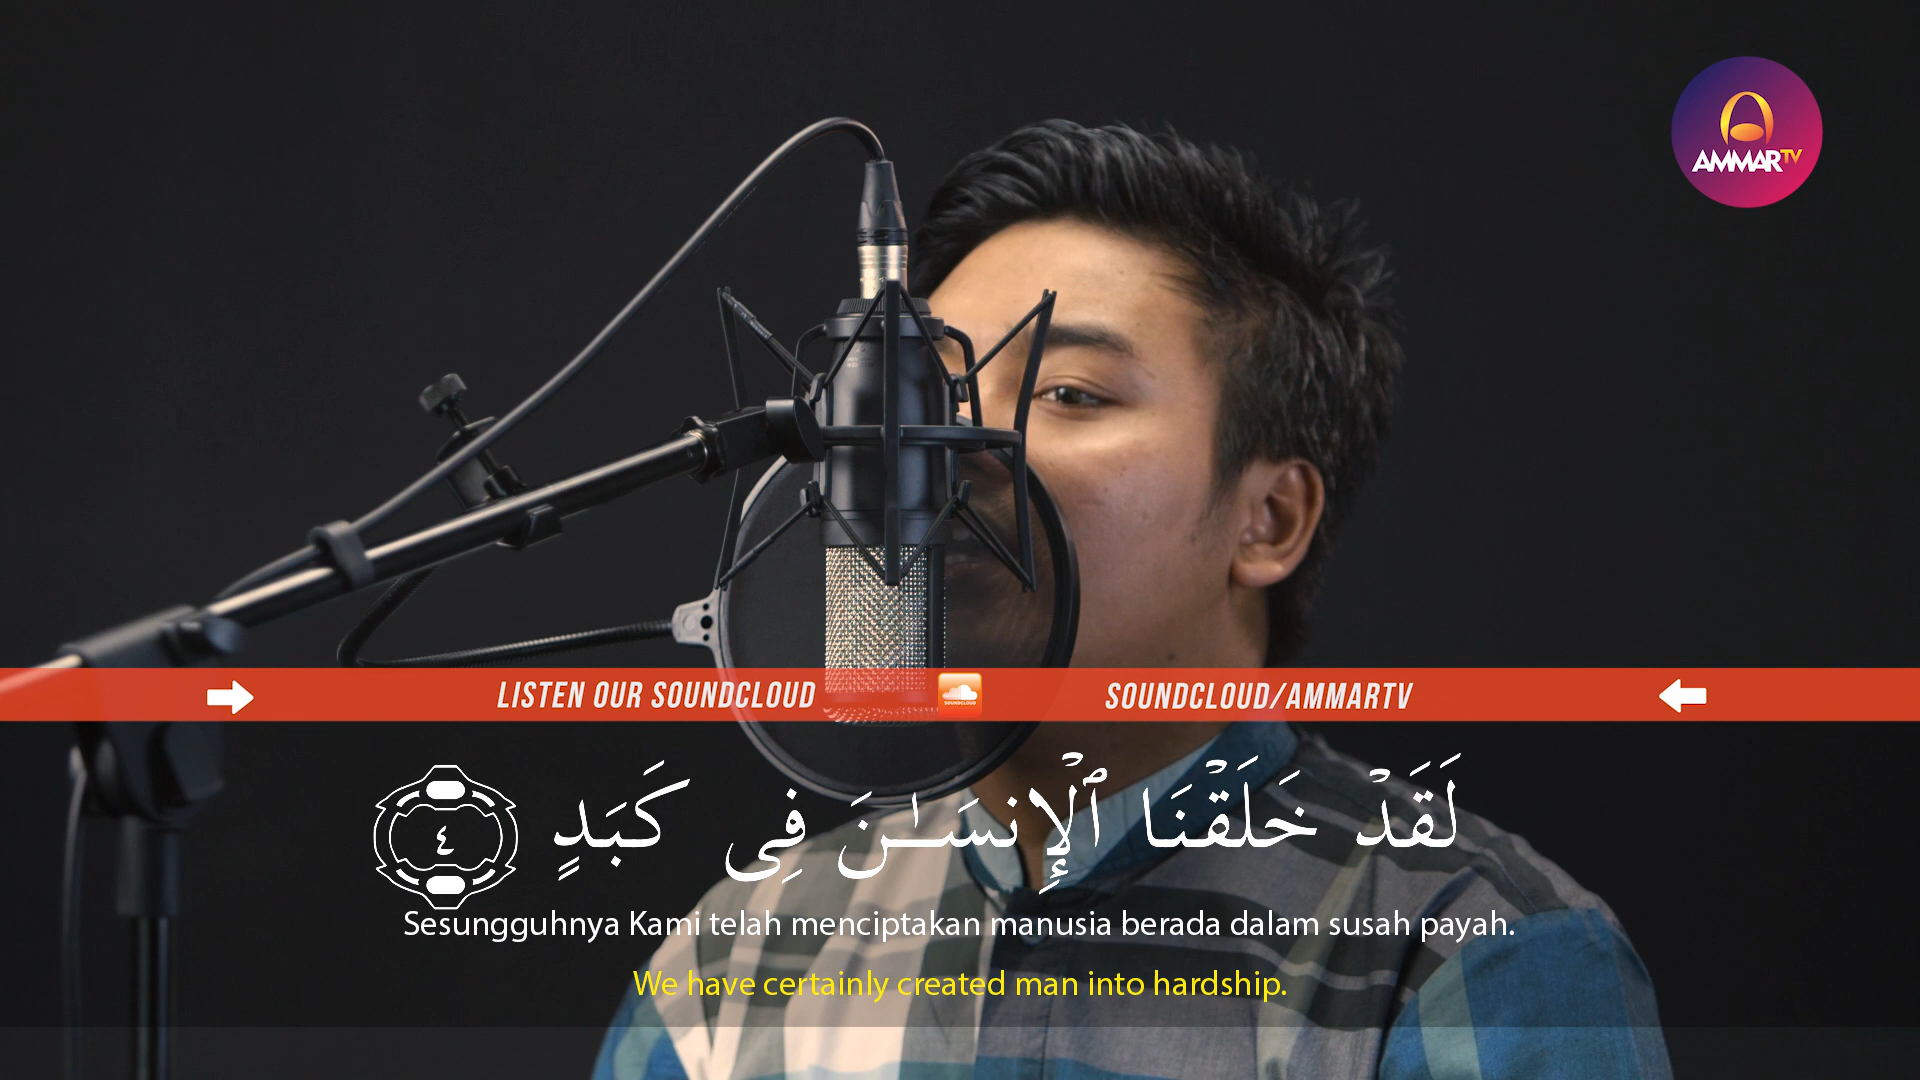 AMMARTV
LISTEN OUR SOUNDCLOUD
SOUNDCLOUD
SOUNDCLOUD/AMMARTV
لَقَدْ خَلَقْنَا ٱلْإِنسَـٰنَ فِى كَبَدٍ ٤
Sesungguhnya Kami telah menciptakan manusia berada dalam susah payah.
We have certainly created man into hardship.